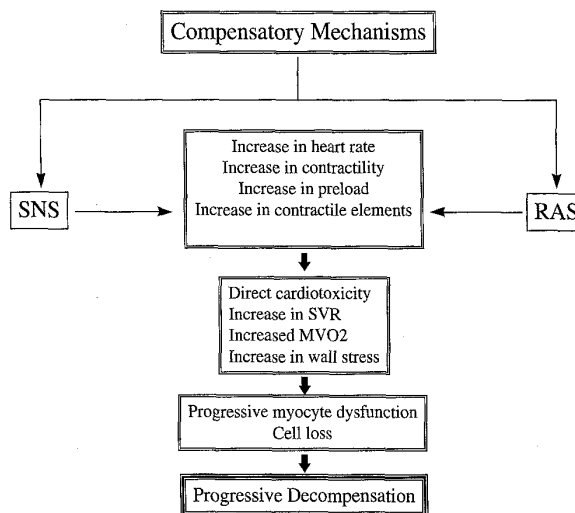 Compensatory Mechanisms
Increase in heart rate
Increase in contractility
Increase in preload
Increase in contractile elements
SNS
RAS
Direct cardiotoxicity
Increase in SVR
Increased MVO2
Increase in wall stress
Progressive myocyte dysfunction
Cell loss
Progressive Decompensation